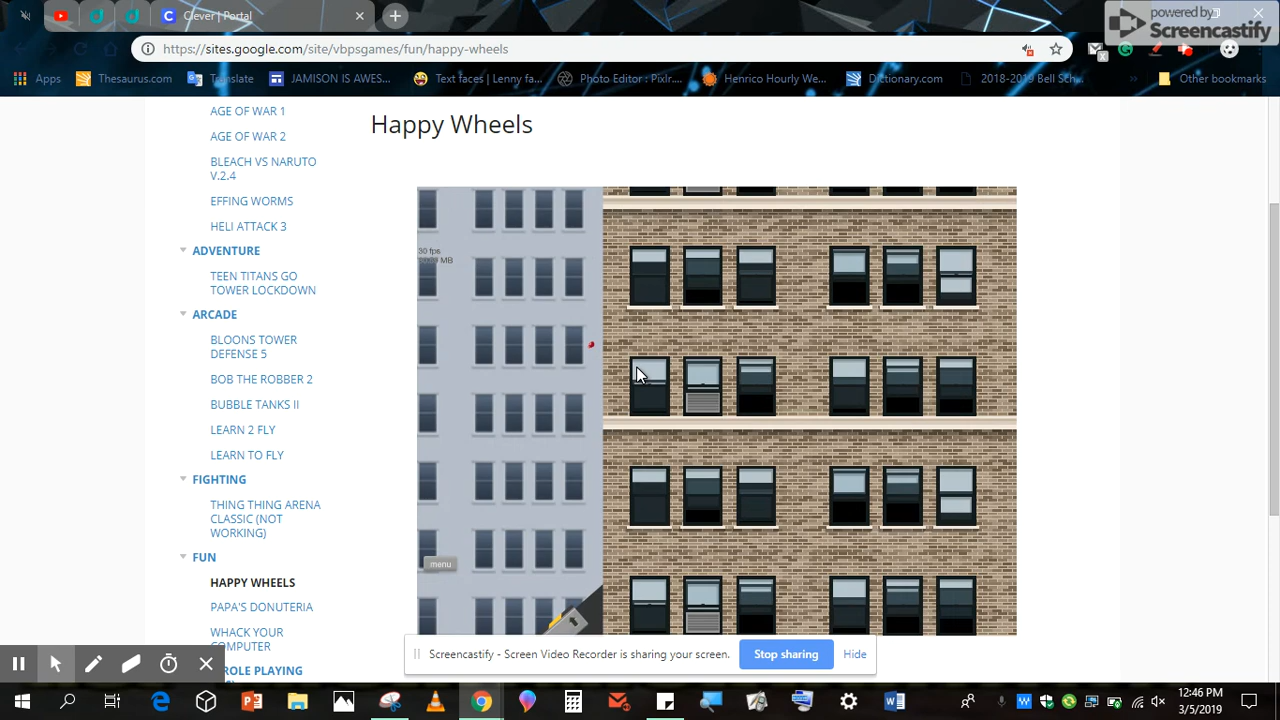 Clever | Portal
powered by
Screencastify
https://sites.google.com/site/vbpsgames/fun/happy-wheels
Apps
Thesaurus.com
Translate
JAMISON IS AWES...
Text faces | Lenny fa...
Photo Editor : Pixlr...
Henrico Hourly We...
Dictionary.com
2018-2019 Bell Sch...
Other bookmarks
AGE OF WAR 1
AGE OF WAR 2
BLEACH VS NARUTO
V.2.4
EFFING WORMS
HELI ATTACK 3
ADVENTURE
TEEN TITANS GO
TOWER LOCKDOWN
ARCADE
BLOONS TOWER
DEFENSE 5
BOB THE ROBBER 2
BUBBLE TANKS II
LEARN 2 FLY
LEARN TO FLY
FIGHTING
THING THING ARENA
CLASSIC (NOT
WORKING)
FUN
HAPPY WHEELS
PAPA'S DONUTERIA
WHACK YOUR
COMPUTER
ROLE PLAYING
Happy Wheels
30 fps
MB
menu
Screencastify - Screen Video Recorder is sharing your screen.
Stop sharing
Hide
12:46 PM
3/5/2019